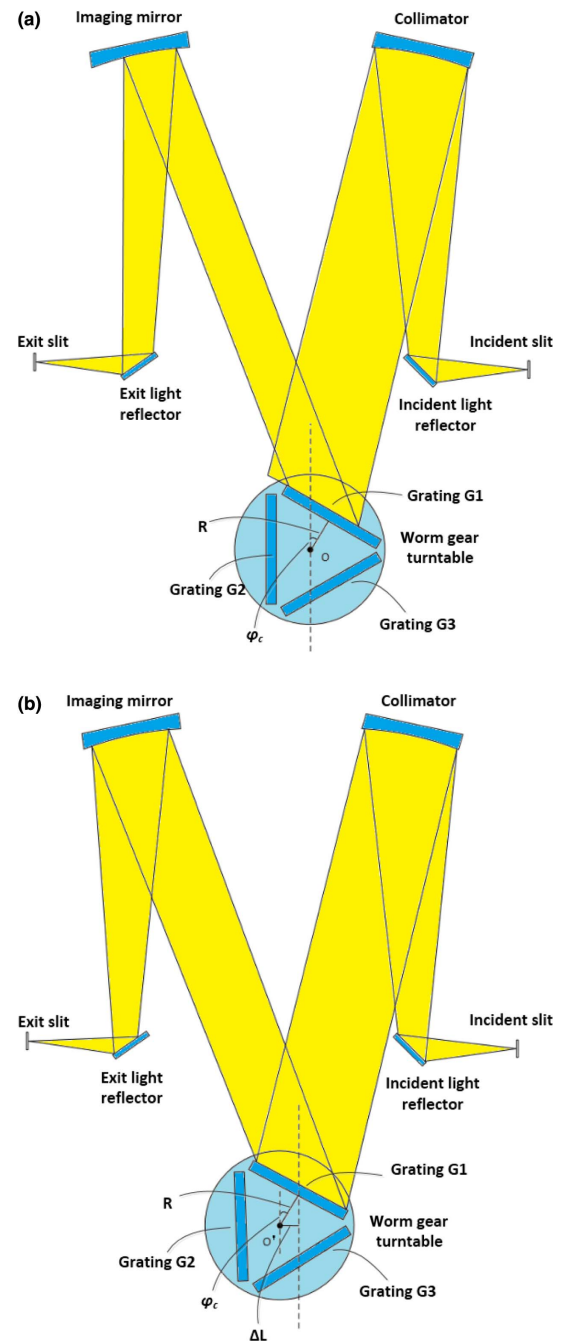 (a)
Imaging mirror
Collimator
Exit slit
Exit light
reflector
Incident slit
Incident light
reflector
Grating G1
R
O
Worm gear
turntable
Grating G2
Grating G3
φc
(b)
Imaging mirror
Collimator
Exit slit
Exit light
reflector
Incident slit
Incident light
reflector
Grating G1
R
O'
Worm gear
turntable
Grating G2
Grating G3
φc
ΔL